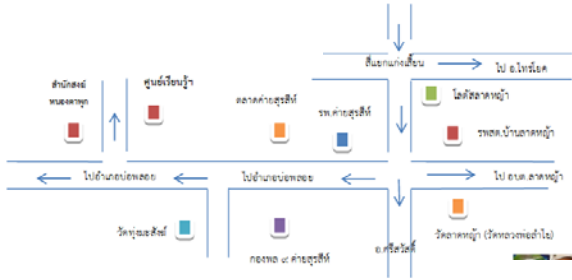 สี่แยกแก่งเสี้ยน
ไป อ.ไทรโยค
สำนักสงฆ์
หนองตาพุก
ศูนย์เรียนรู้ฯ
ตลาดค่ายสุรสีห์
รพ.ค่ายสุรสีห์
โลตัสลาดหญ้า
รพสต.บ้านลาดหญ้า
ไปอำเภอบ่อพลอย
ไปอำเภอบ่อพลอย
ไป อบต.ลาดหญ้า
วัดทุ่งมะสังข์
กองพล ๙ ค่ายสุรสีห์
อ.ศรีสวัสดิ์
วัดลาดหญ้า (วัดหลวงพ่อลำใย)